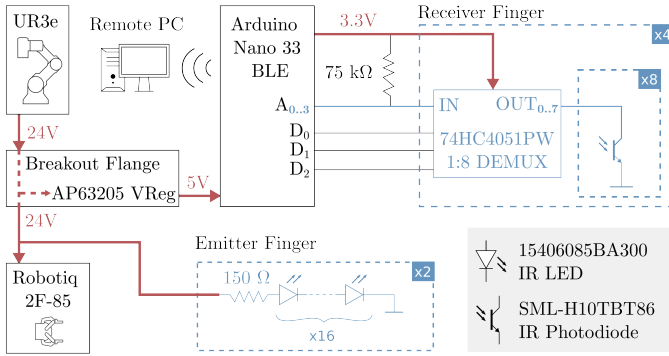 UR3e
Remote PC
Arduino
Nano 33
BLE
3.3V
Receiver Finger
x4
75 kΩ
x8
A0..3
IN
OUT0..7
24V
D0
74HC4051PW
D1
1:8 DEMUX
D2
Breakout Flange
AP63205 VReg
5V
24V
Emitter Finger
150 Ω
x2
x16
Robotiq
2F-85
15406085BA300
IR LED
SML-H10TBT86
IR Photodiode